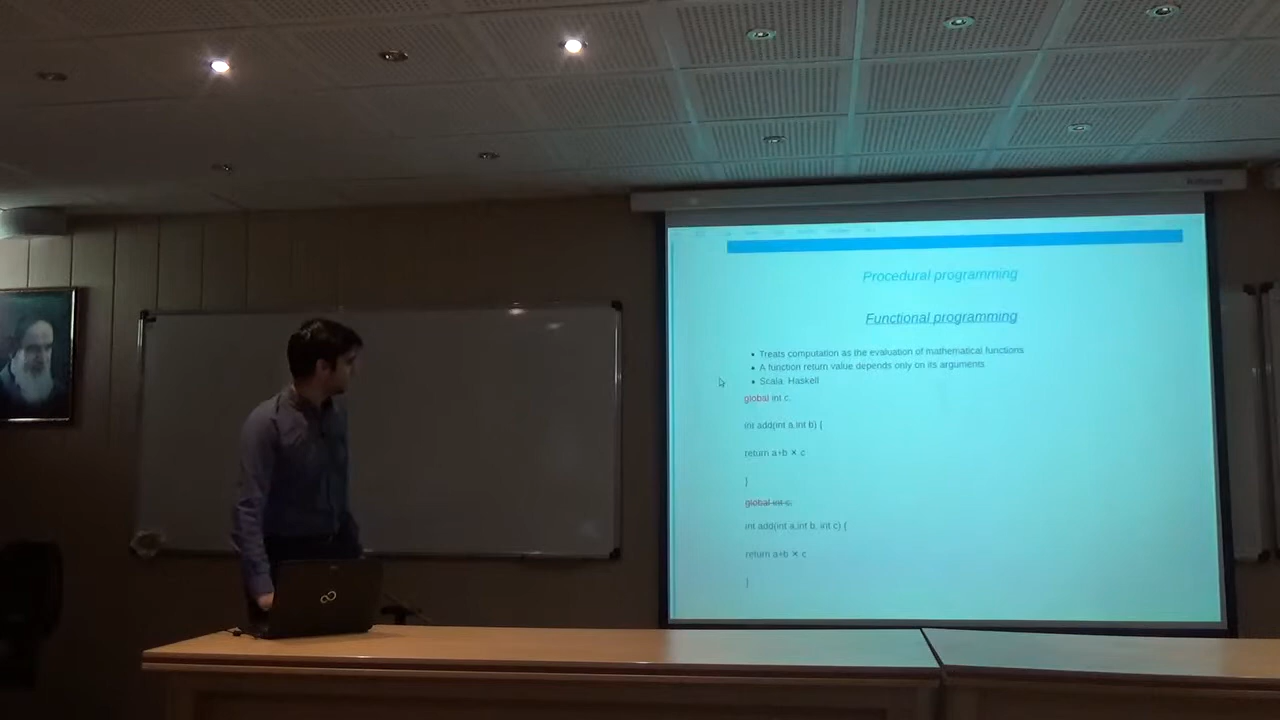 Procedural programming
Functional programming
• Treats computation as the evaluation of mathematical functions
• A function return value depends only on its arguments
• Scala, Haskell
global int c;
int add(int a,int b) {
return a+b × c
}
global int c;
int add(int a,int b, int c) {
return a+b × c
}